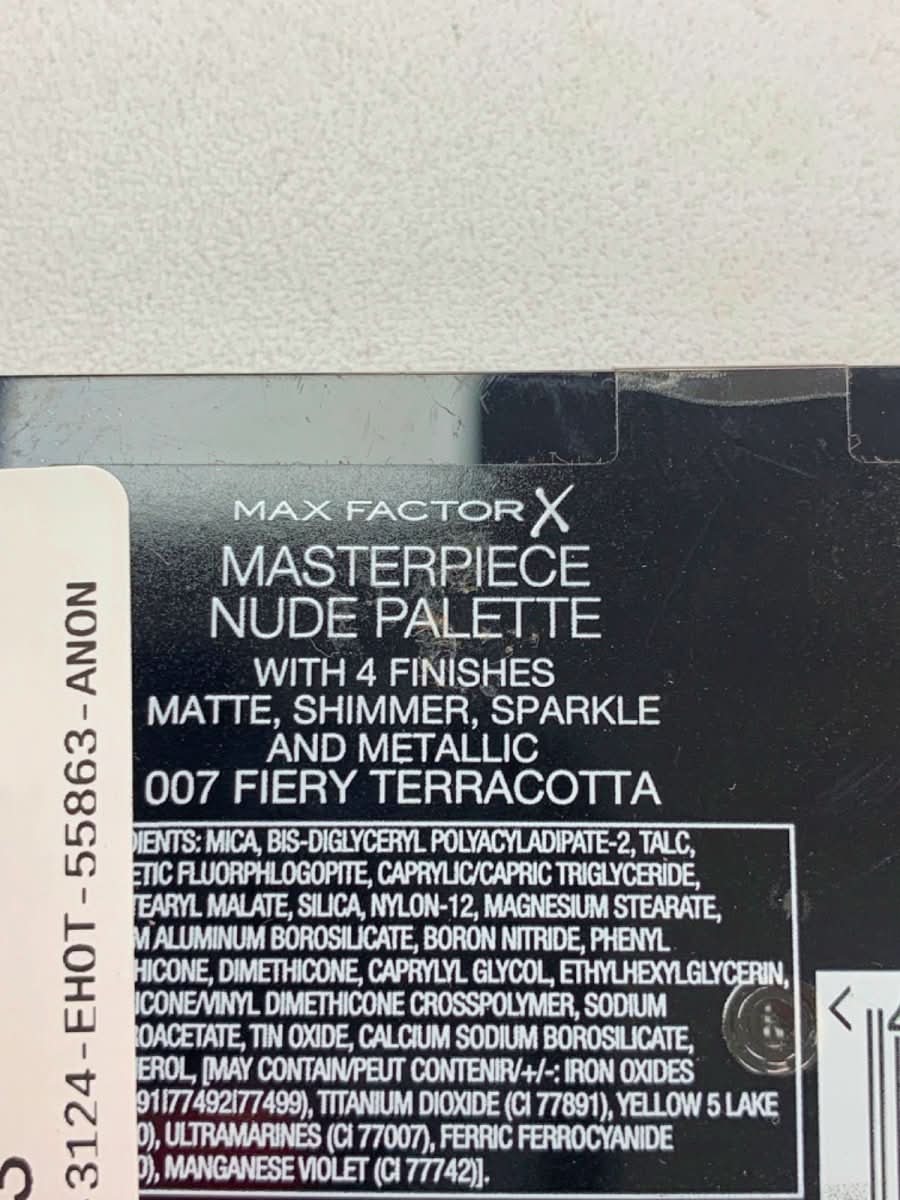 MAX FACTOR X
MASTERPIECE
NUDE PALETTE
WITH 4 FINISHES
MATTE, SHIMMER, SPARKLE
AND METALLIC
007 FIERY TERRACOTTA
DIENTS: MICA, BIS-DIGLYCERYL POLYACYLADIPATE-2, TALC,
ETIC FLUORPHLOGOPITE, CAPRYLIC/CAPRIC TRIGLYCERIDE,
TEARYL MALATE, SILICA, NYLON-12, MAGNESIUM STEARATE,
M ALUMINUM BOROSILICATE, BORON NITRIDE, PHENYL
HICONE, DIMETHICONE, CAPRYLYL GLYCOL, ETHYLHEXYLGLYCERIN,
ICONE/VINYL DIMETHICONE CROSSPOLYMER, SODIUM
OACETATE, TIN OXIDE, CALCIUM SODIUM BOROSILICATE,
EROL, [MAY CONTAIN/PEUT CONTENIR/+/-: IRON OXIDES
91|77492|77499), TITANIUM DIOXIDE (CI 77891), YELLOW 5 LAKE
0), ULTRAMARINES (CI 77007), FERRIC FERROCYANIDE
0), MANGANESE VIOLET (CI 77742)].
3124-EHOT-55863-ANON
<